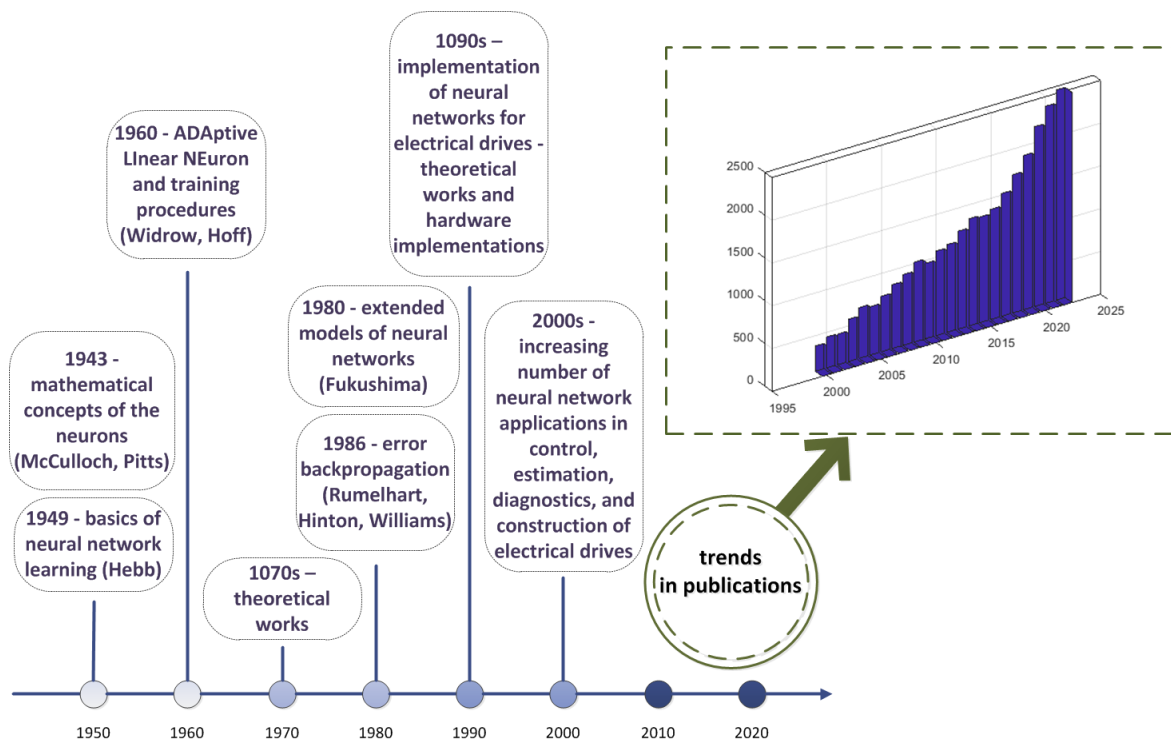 1943 -
mathematical
concepts of the
neurons
(McCulloch, Pitts)
1949 - basics of
neural network
learning (Hebb)
1960 - ADAptive
LInear NEuron
and training
procedures
(Widrow, Hoff)
1070s –
theoretical
works
1980 - extended
models of neural
networks
(Fukushima)
1986 - error
backpropagation
(Rumelhart,
Hinton, Williams)
1090s –
implementation
of neural
networks for
electrical drives -
theoretical
works and
hardware
implementations
2000s -
increasing
number of
neural network
applications in
control,
estimation,
diagnostics, and
construction of
electrical drives
trends
in publications
2500
2000
1500
1000
500
0
1995
2000
2005
2010
2015
2020
2025
1950
1960
1970
1980
1990
2000
2010
2020